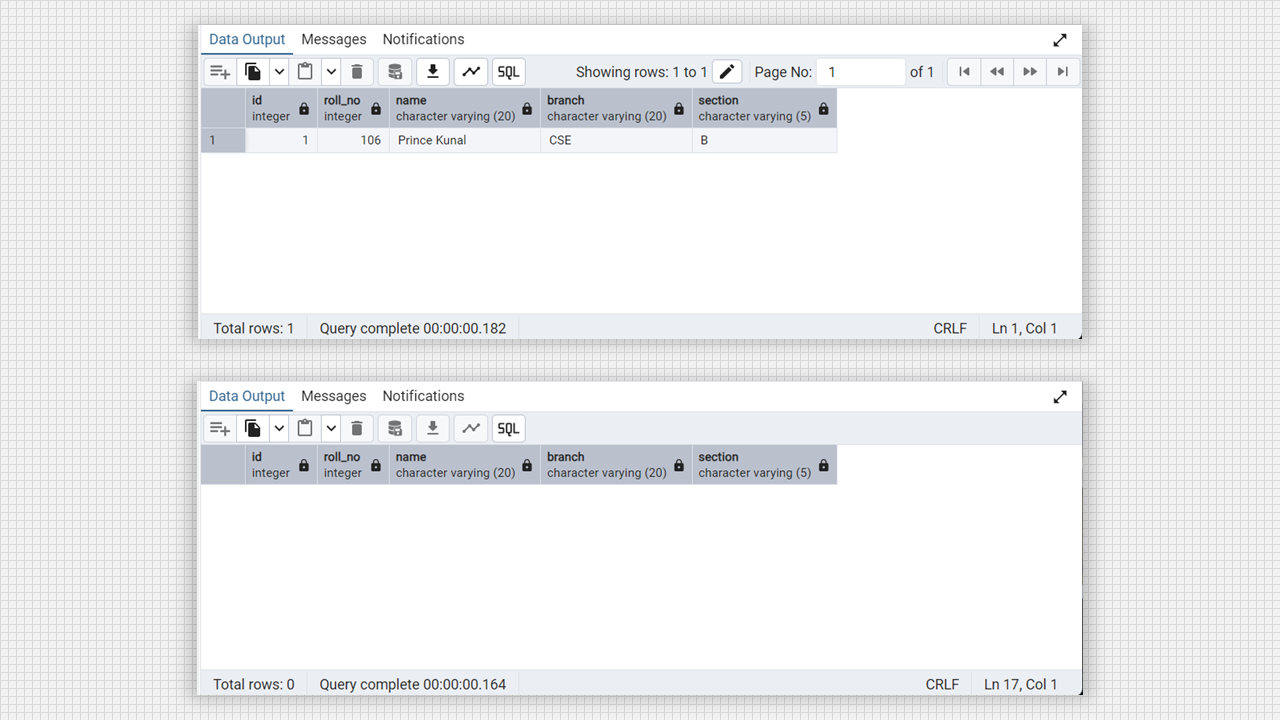 Data Output Messages Notifications
SQL Showing rows: 1 to 1 Page No: 1 of 1
id roll_no name branch section
integer integer character varying (20) character varying (20) character varying (5)
1 1 106 Prince Kunal CSE B
Total rows: 1 Query complete 00:00:00.182 CRLF Ln 1, Col 1
Data Output Messages Notifications
SQL
id roll_no name branch section
integer integer character varying (20) character varying (20) character varying (5)
Total rows: 0 Query complete 00:00:00.164 CRLF Ln 17, Col 1